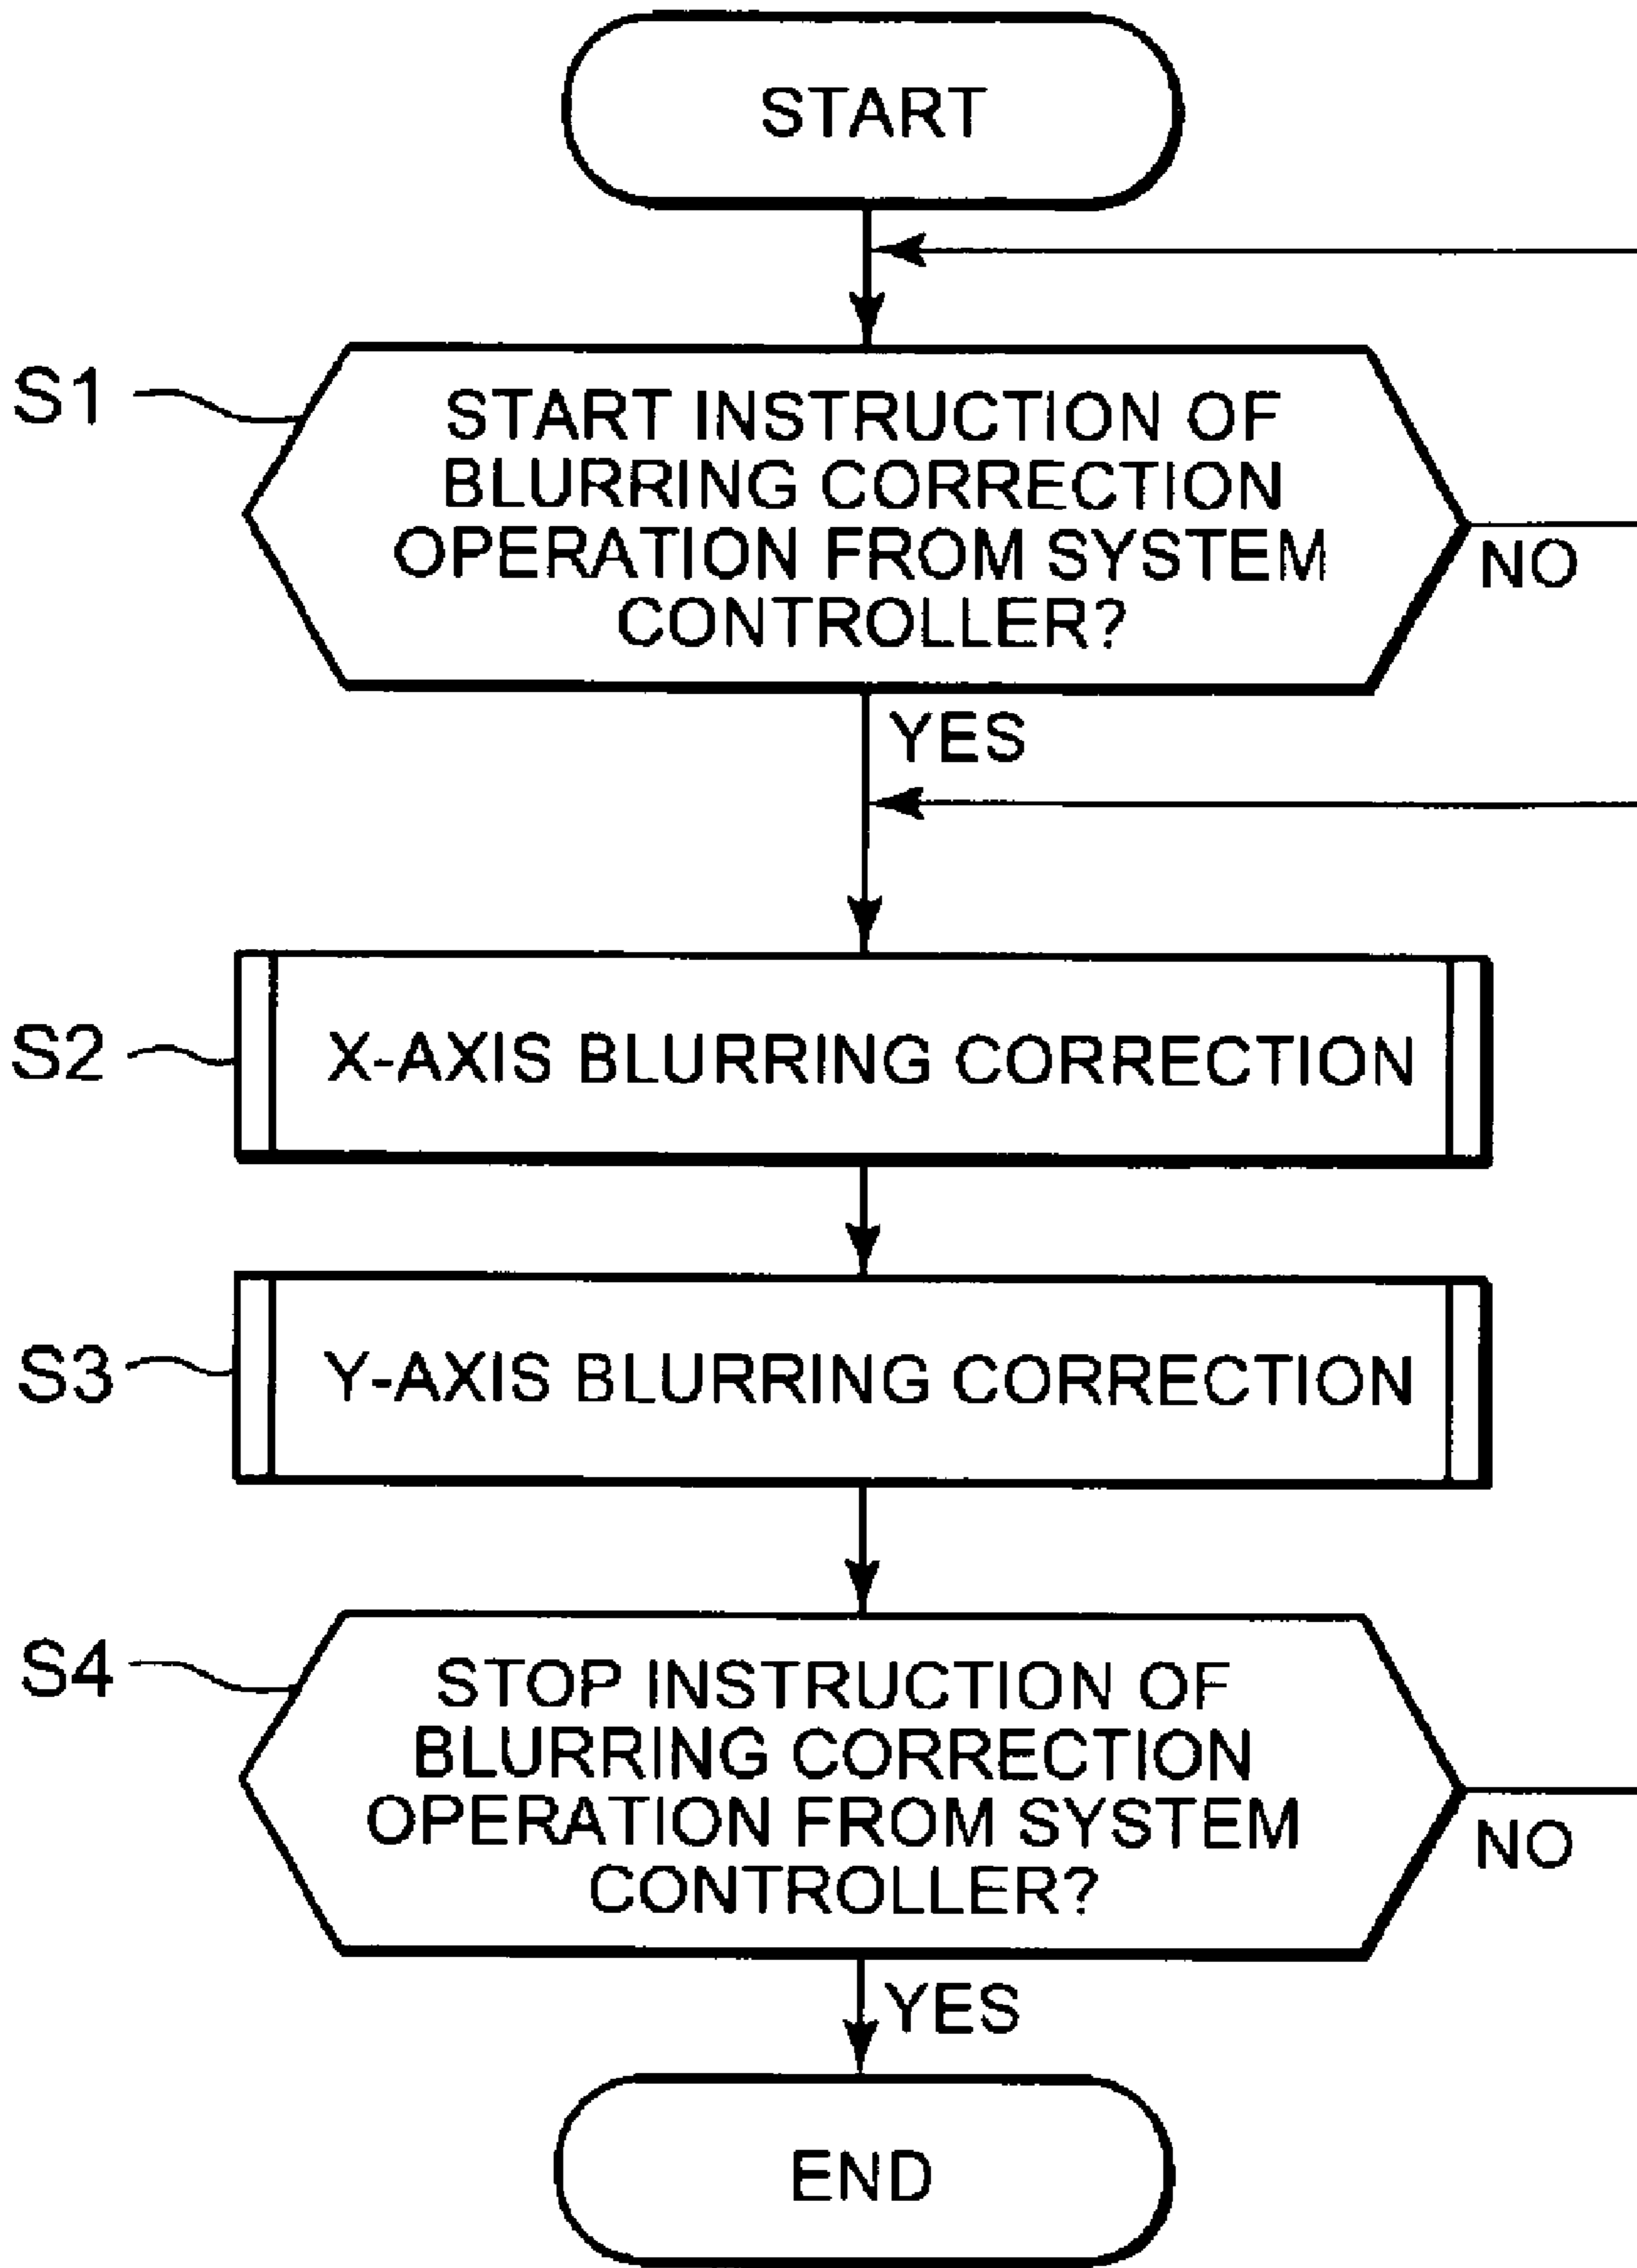 START
S1
START INSTRUCTION OF
BLURRING CORRECTION
OPERATION FROM SYSTEM
CONTROLLER?
NO
YES
S2
X-AXIS BLURRING CORRECTION
S3
Y-AXIS BLURRING CORRECTION
S4
STOP INSTRUCTION OF
BLURRING CORRECTION
OPERATION FROM SYSTEM
CONTROLLER?
NO
YES
END